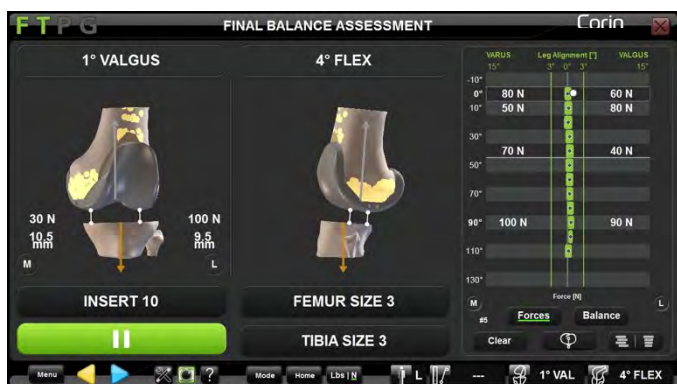 FTPG
FINAL BALANCE ASSESSMENT
Corin
1° VALGUS
4° FLEX
VARUS Leg Alignment [°] VALGUS
15° 3° 0° 3° 15°
-10°
0° 80 N 60 N
10° 50 N 80 N
30°
70 N 40 N
50°
70°
90° 100 N 90 N
110°
130°
30 N
10.5
mm
M
100 N
9.5
mm
L
M Force [N] L
#5 Forces Balance
Clear
INSERT 10
FEMUR SIZE 3
TIBIA SIZE 3
Menu ? Mode Home Lbs | N L --- 1° VAL 4° FLEX